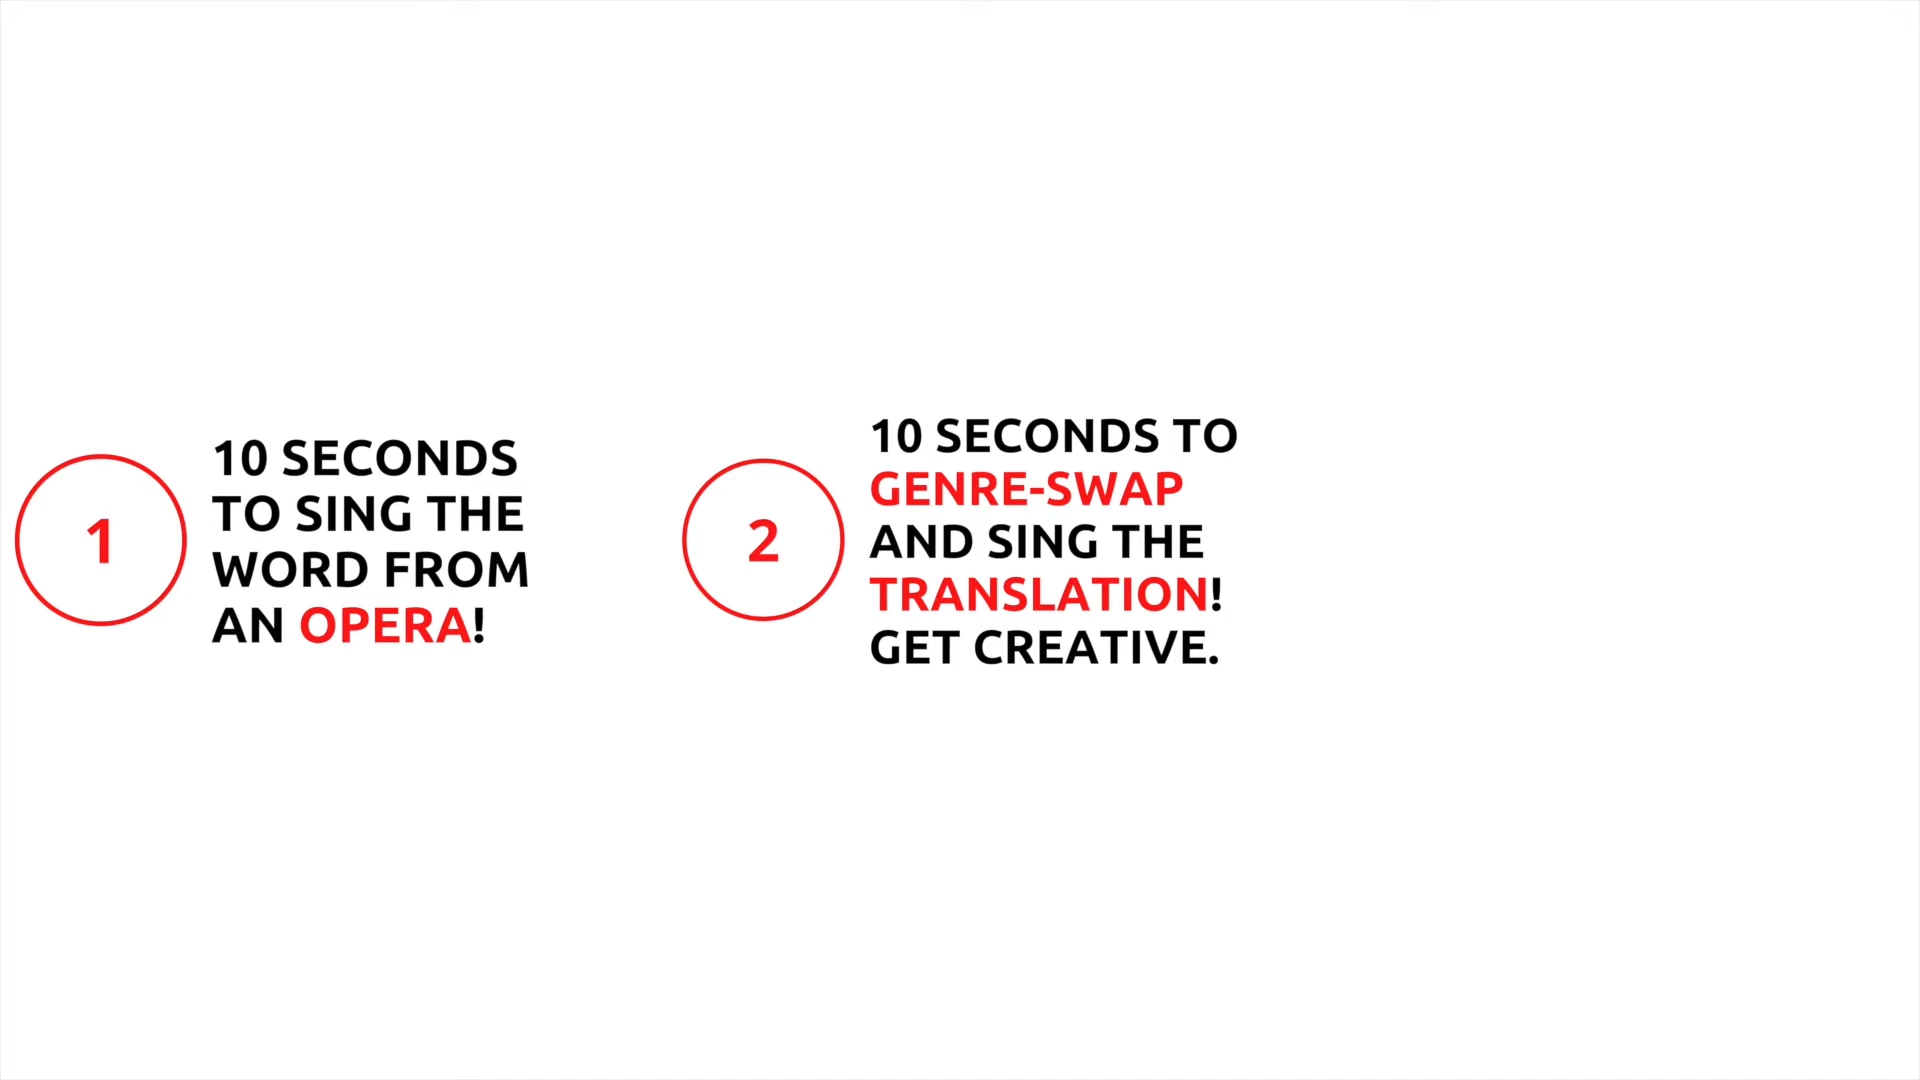 1
10 SECONDS
TO SING THE
WORD FROM
AN OPERA!
2
10 SECONDS TO
GENRE-SWAP
AND SING THE
TRANSLATION!
GET CREATIVE.